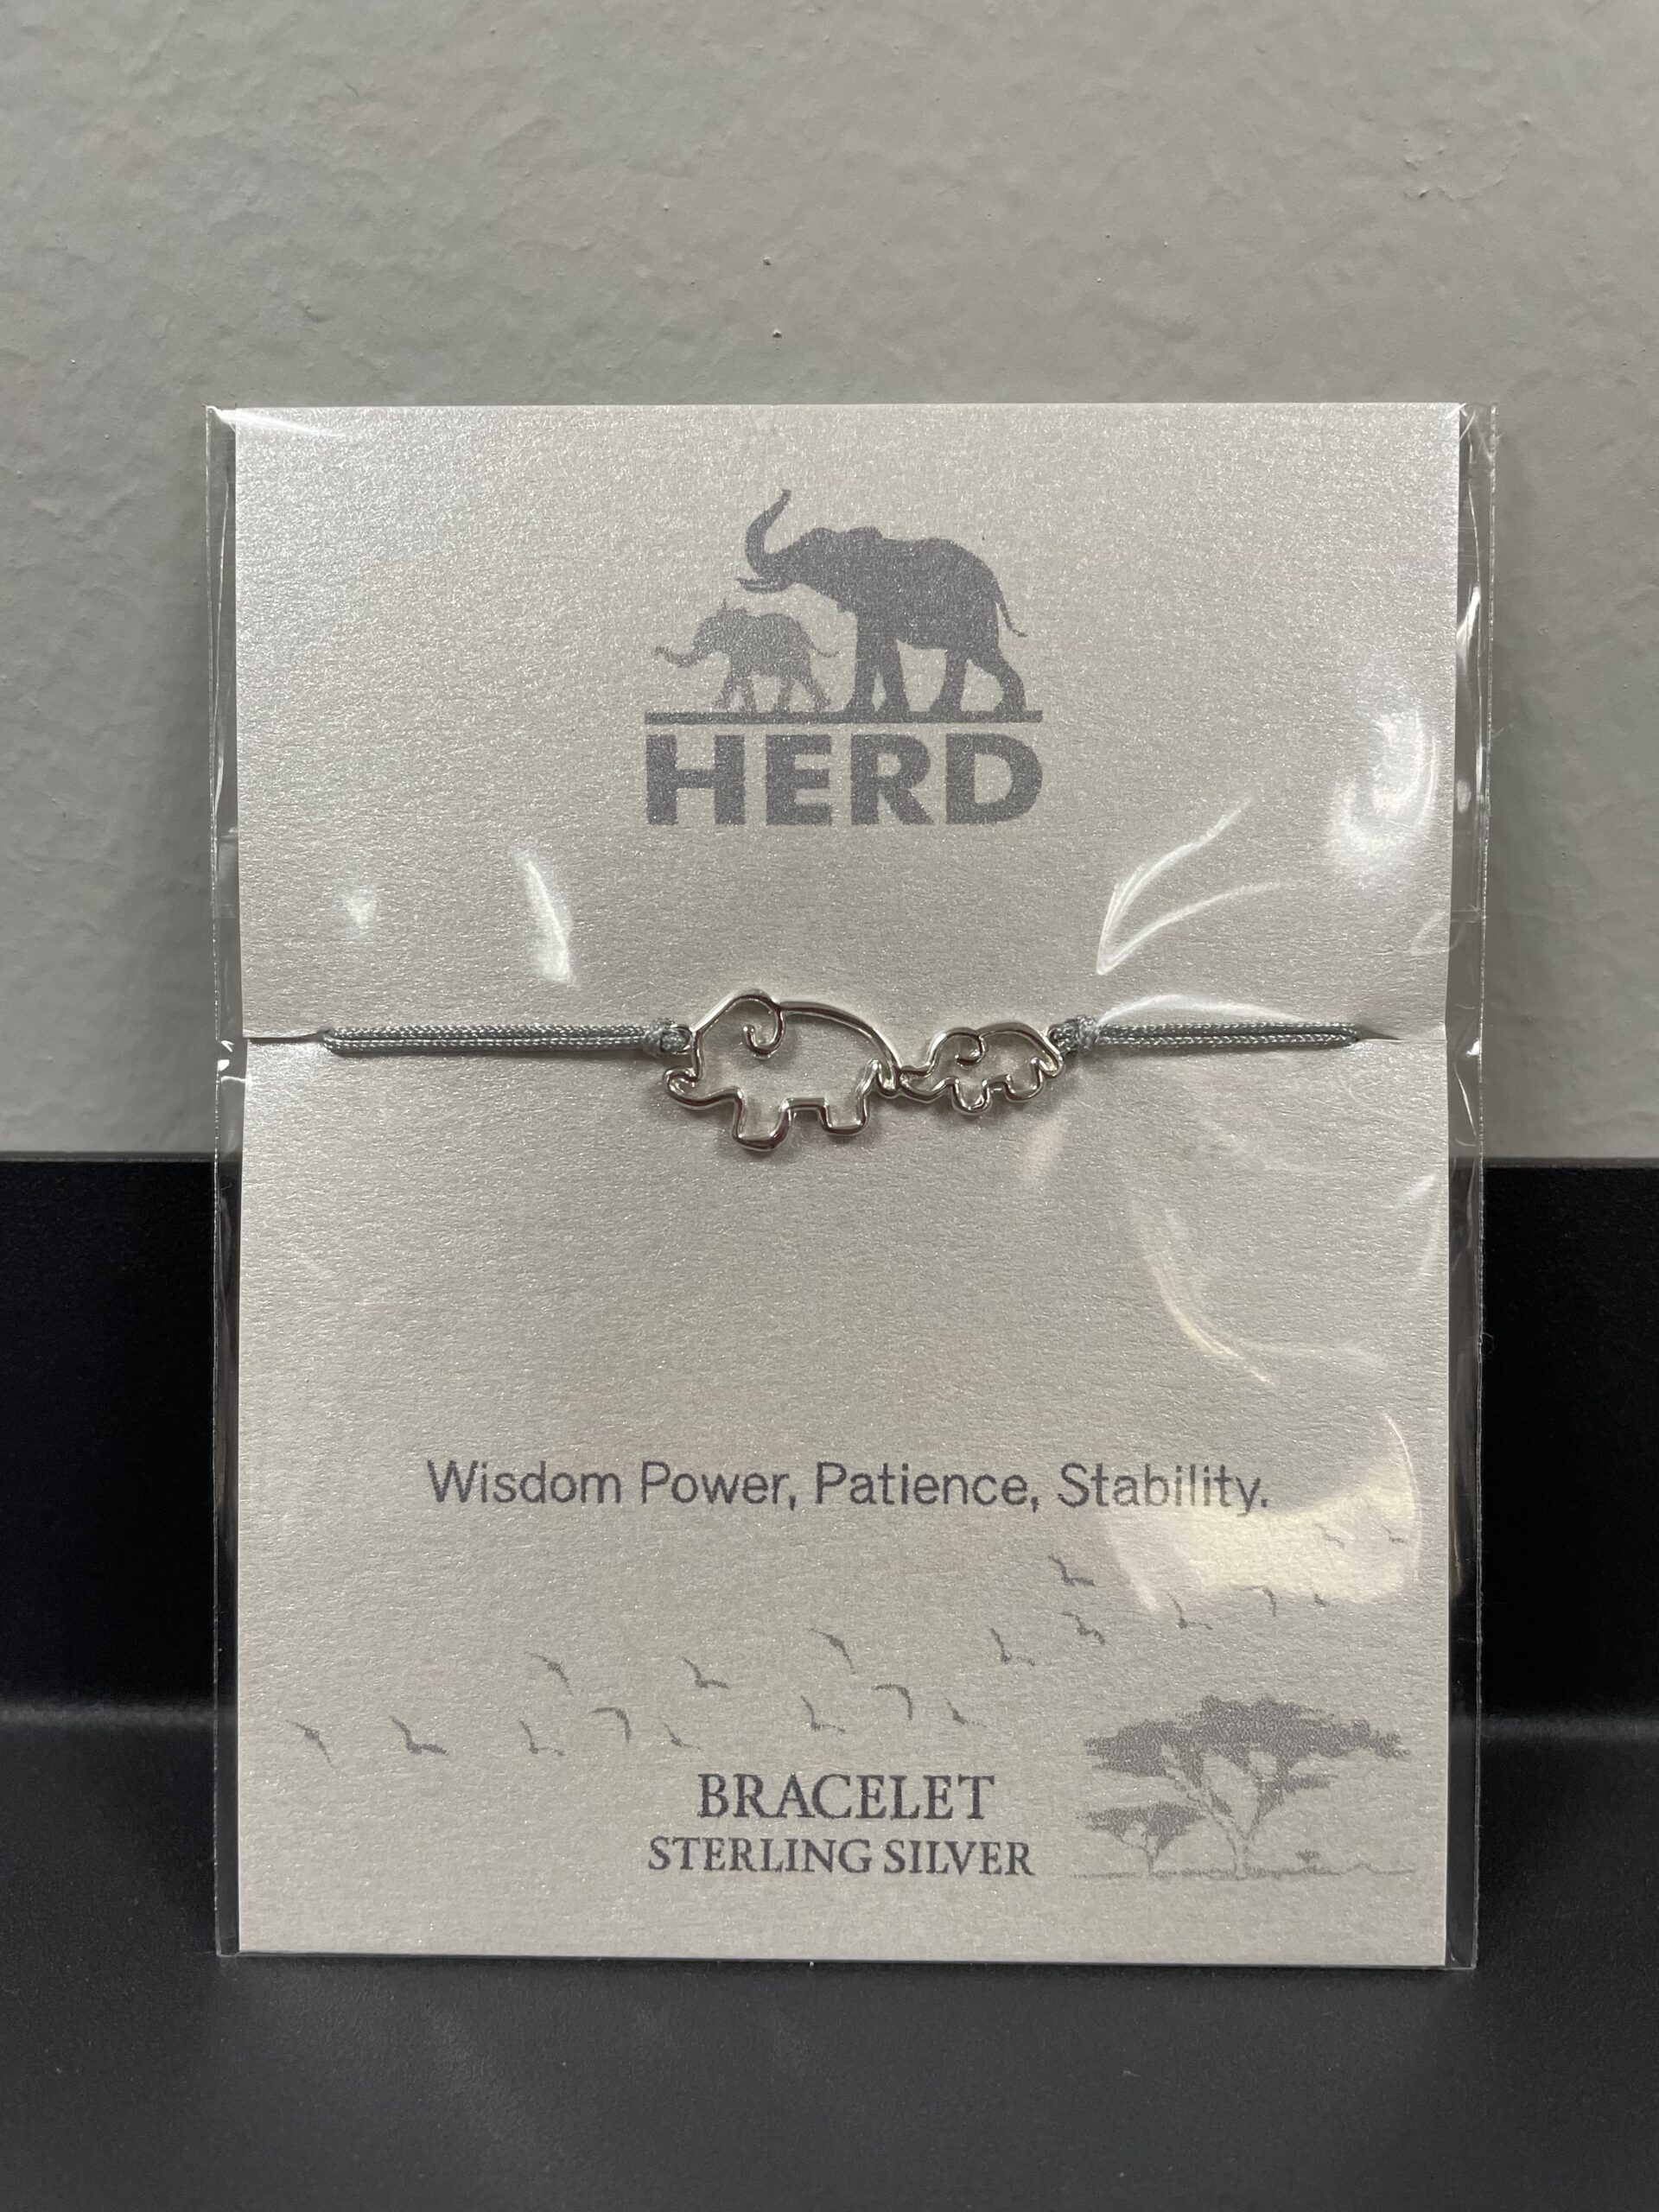 HERD
Wisdom Power, Patience, Stability.
BRACELET
STERLING SILVER